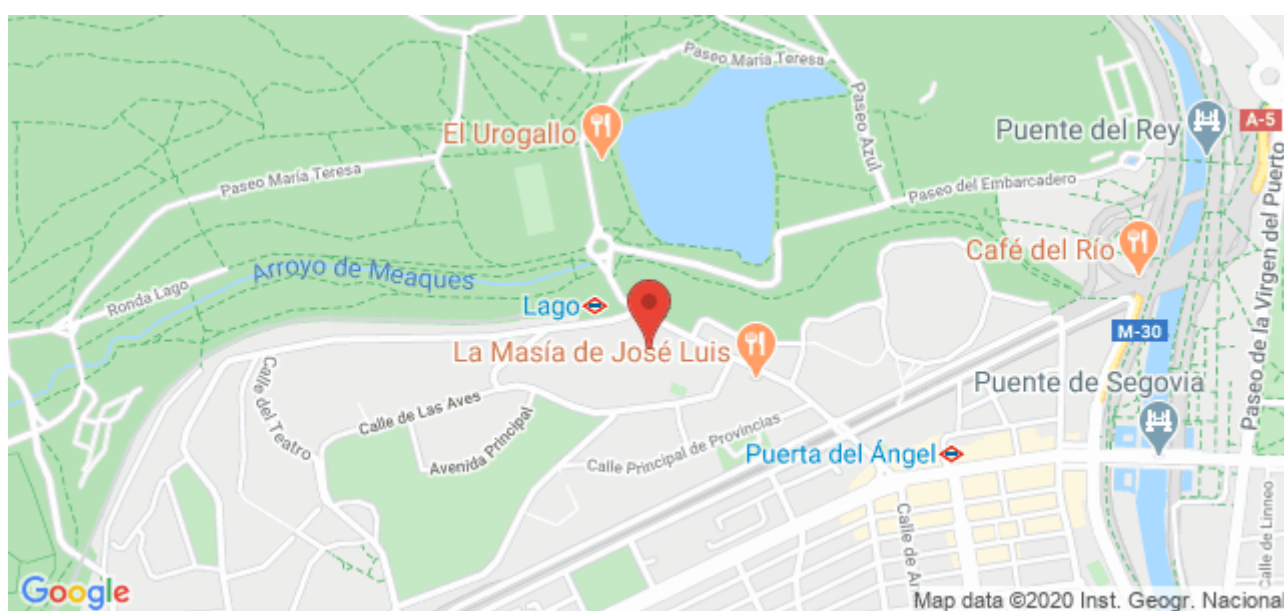 Paseo María Teresa
Paseo Azul
El Urogallo
Puente del Rey
A-5
Paseo María Teresa
Paseo del Embarcadero
Paseo de la Virgen del Puerto
Café del Río
Arroyo de Meaques
Ronda Lago
Lago
M-30
La Masía de José Luis
Puente de Segovia
Calle del Teatro
Calle de Las Aves
Avenida Principal
Calle Principal de Provincias
Puerta del Ángel
Calle de Linneo
Google
Map data ©2020 Inst. Geogr. Naciona